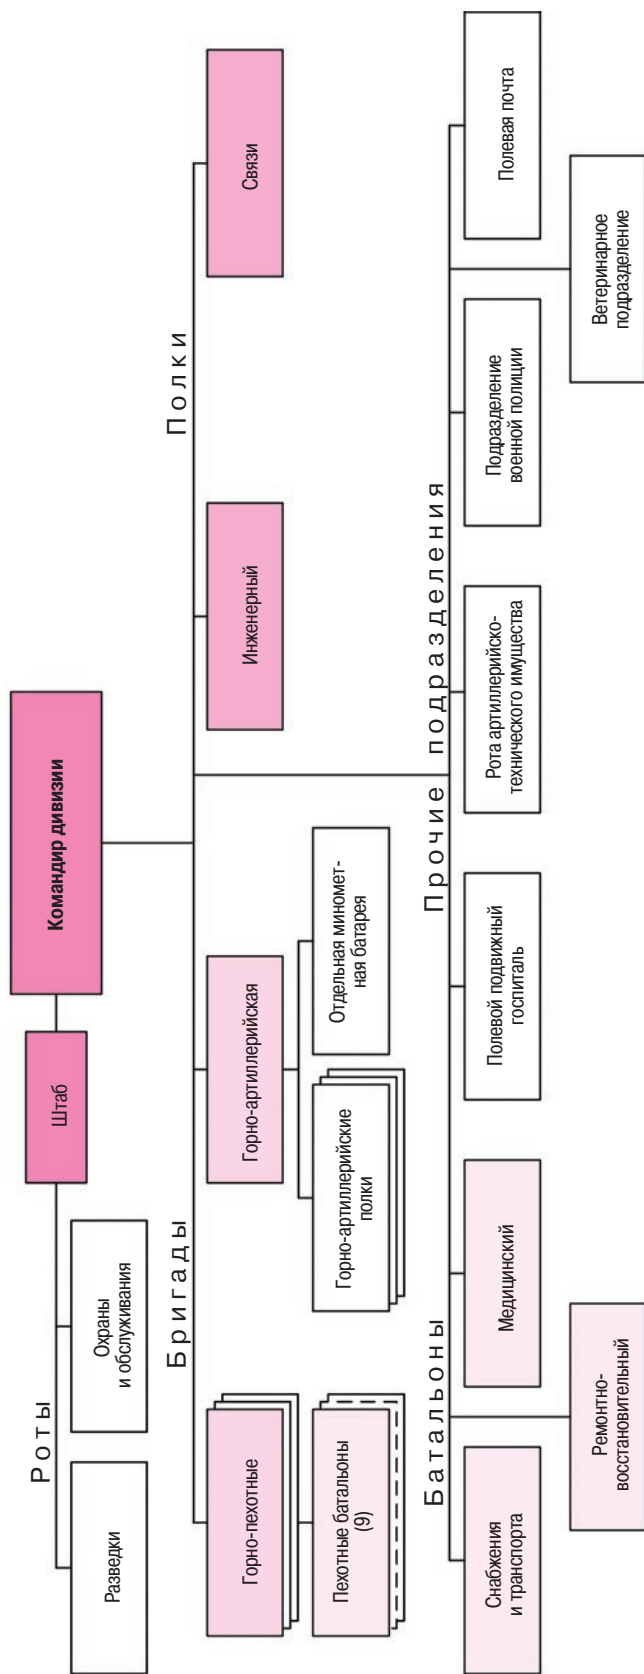 Командир дивизии
Штаб
Роты
Разведки
Охраны
и обслуживания
Бригады
Полки
Горно-пехотные
Горно-артиллерийская
Инженерный
Связи
Пехотные батальоны
(9)
Горно-артиллерийские
полки
Отдельная миномет-
ная батарея
Батальоны
Прочие подразделения
Снабжения
и транспорта
Медицинский
Полевой подвижный
госпиталь
Рота артиллерийско-
технического имущества
Подразделение
военной полиции
Полевая почта
Ремонтно-
восстановительный
Ветеринарное
подразделение